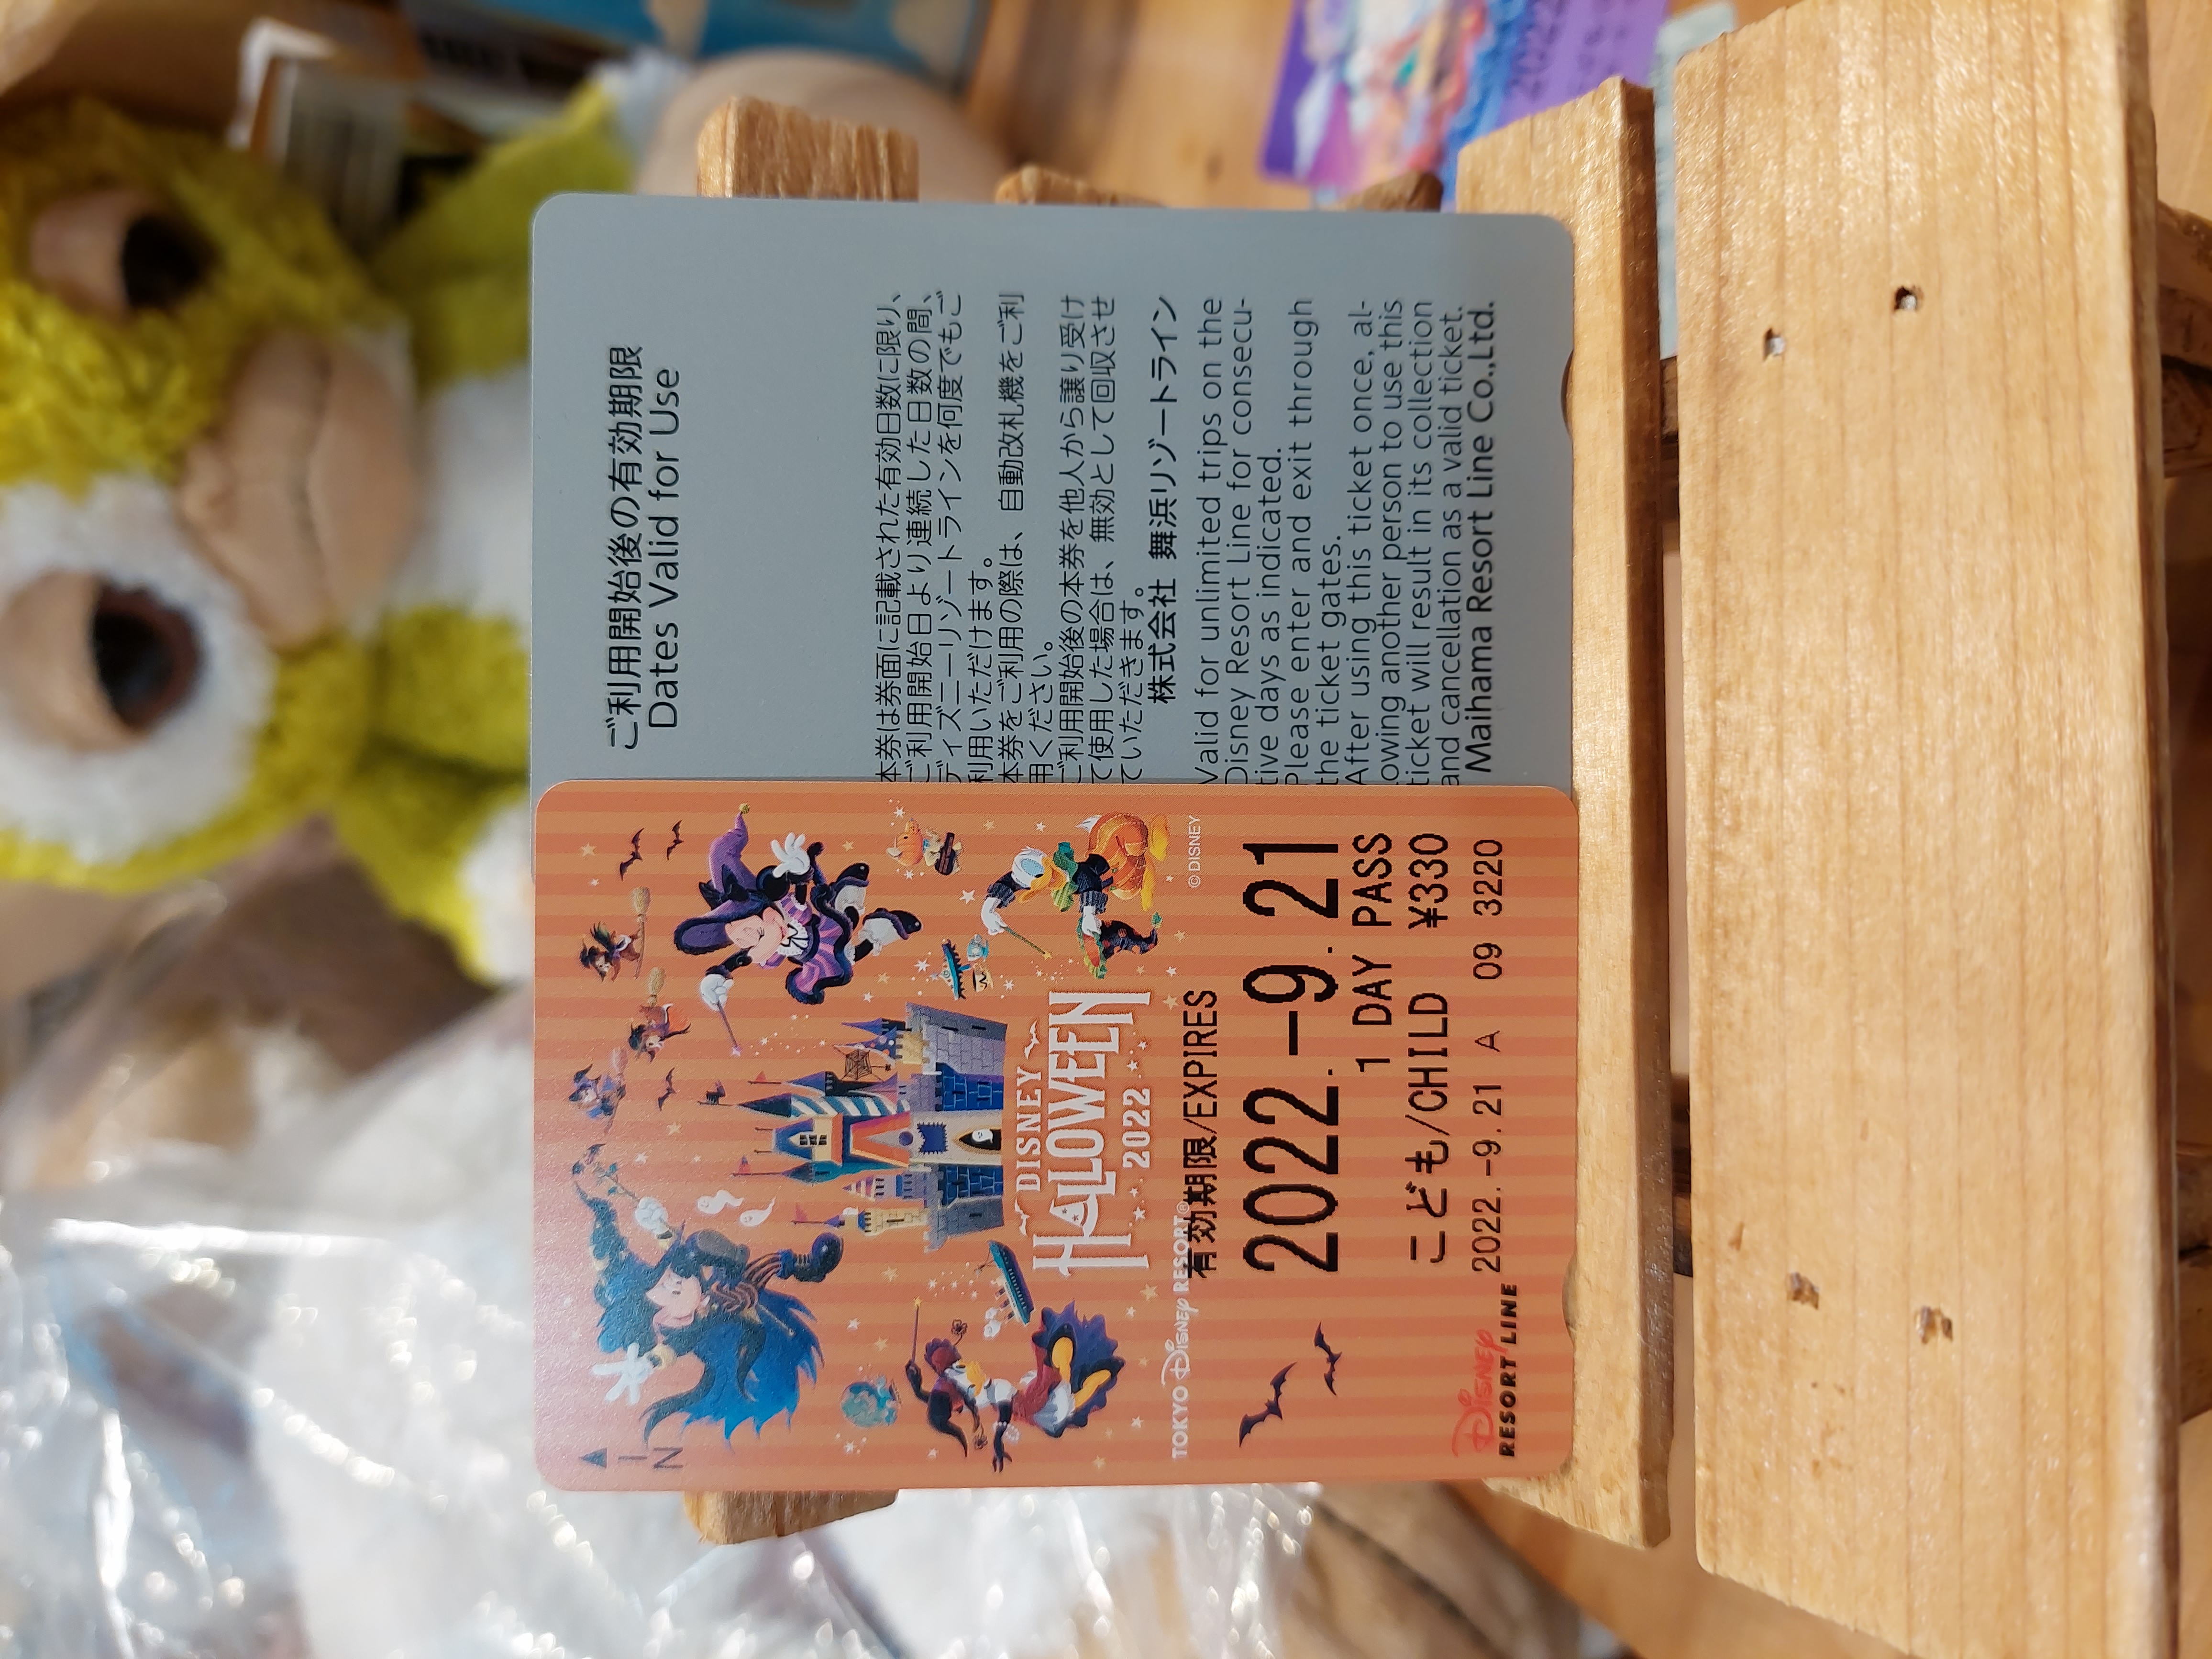 IN
DISNEY
HALLOWEEN
2022
TOKYO DISNEY RESORT®
© DISNEY
有効期限/EXPIRES
2022.-9.21
1 DAY PASS
こども/CHILD ¥330
2022.-9.21 A 09 3220
DISNEY
RESORT LINE
ご利用開始後の有効期限
Dates Valid for Use
本券は券面に記載された有効日数に限り、
ご利用開始日より連続した日数の間、
ディズニーリゾートラインを何度でもご
利用いただけます。
本券をご利用の際は、自動改札機をご利
用ください。
ご利用開始後の本券を他人から譲り受け
て使用した場合は、無効として回収させ
ていただきます。
株式会社 舞浜リゾートライン
Valid for unlimited trips on the
Disney Resort Line for consecu-
tive days as indicated.
Please enter and exit through
the ticket gates.
After using this ticket once, al-
lowing another person to use this
ticket will result in its collection
and cancellation as a valid ticket.
Maihama Resort Line Co.,Ltd.
2022